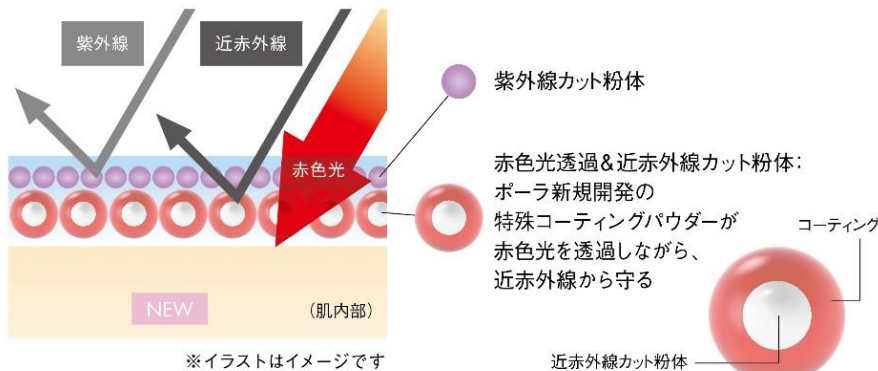 紫外線
近赤外線
赤色光
紫外線カット粉体
赤色光透過&近赤外線カット粉体：
ポーラ新規開発の
特殊コーティングパウダーが
赤色光を透過しながら、
近赤外線から守る
コーティング
NEW
(肌内部)
近赤外線カット粉体
※イラストはイメージです